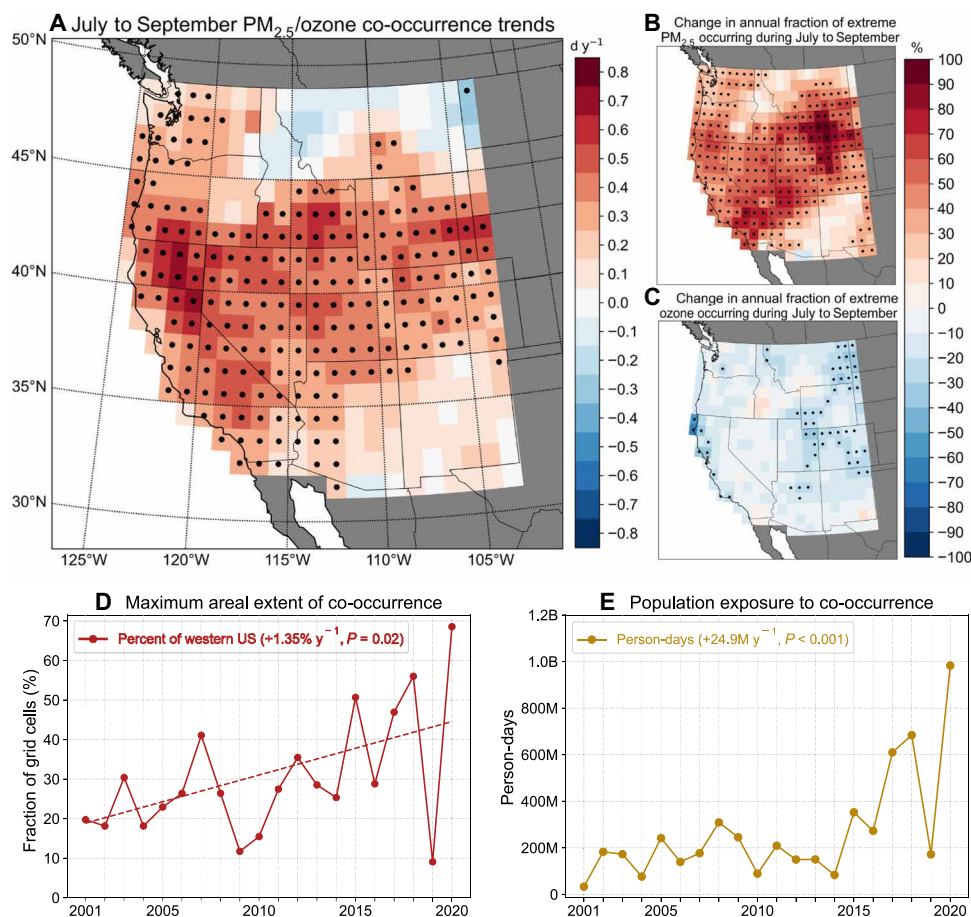 A July to September PM2.5/ozone co-occurrence trends
50°N
45°N
40°N
35°N
30°N
125°W
120°W
115°W
110°W
105°W
d y−1
0.8
0.7
0.6
0.5
0.4
0.3
0.2
0.1
0.0
−0.1
−0.2
−0.3
−0.4
−0.5
−0.6
−0.7
−0.8
B Change in annual fraction of extreme
PM2.5 occurring during July to September
C Change in annual fraction of extreme
ozone occurring during July to September
%
100
90
80
70
60
50
40
30
20
10
0
−10
−20
−30
−40
−50
−60
−70
−80
−90
−100
D Maximum areal extent of co-occurrence
Percent of western US (+1.35% y−1, P = 0.02)
Fraction of grid cells (%)
70
60
50
40
30
20
10
0
2001
2005
2010
2015
2020
E Population exposure to co-occurrence
Person-days (+24.9M y−1, P < 0.001)
Person-days
1.2B
1.0B
800M
600M
400M
200M
0
2001
2005
2010
2015
2020